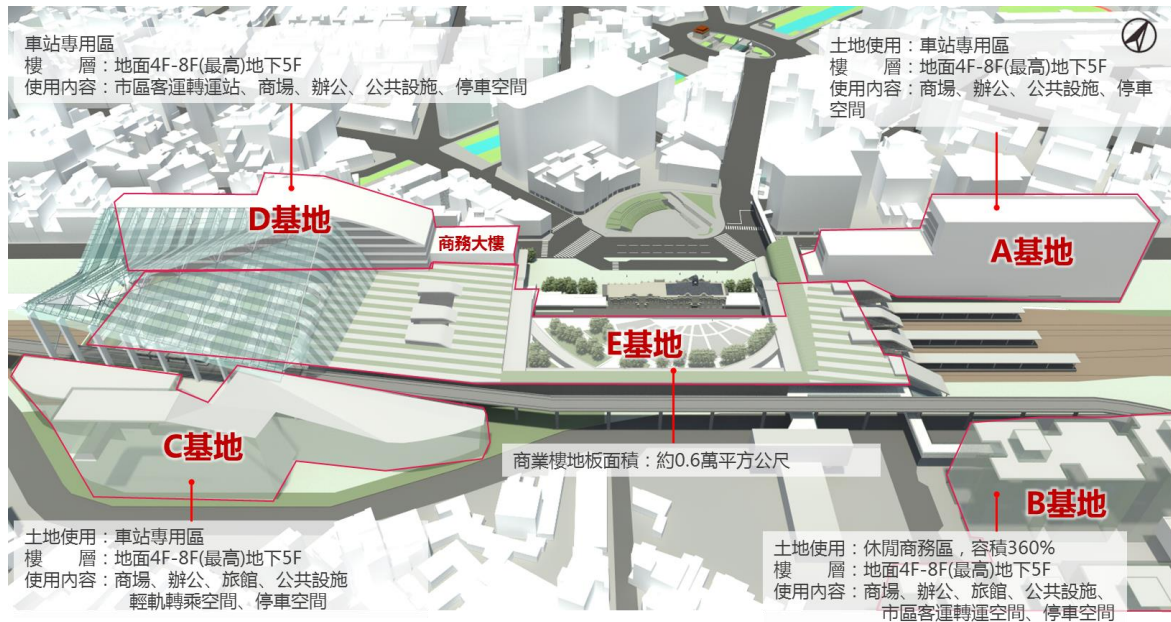 車站專用區
樓　　層：地面4F-8F(最高)地下5F
使用內容：市區客運轉運站、商場、辦公、公共設施、停車空間
土地使用：車站專用區
樓　　層：地面4F-8F(最高)地下5F
使用內容：商場、辦公、公共設施、停車
空間
D基地
商務大樓
A基地
E基地
C基地
商業樓地板面積：約0.6萬平方公尺
B基地
土地使用：車站專用區
樓　　層：地面4F-8F(最高)地下5F
使用內容：商場、辦公、旅館、公共設施
輕軌轉乘空間、停車空間
土地使用：休閒商務區，容積360%
樓　　層：地面4F-8F(最高)地下5F
使用內容：商場、辦公、旅館、公共設施、
市區客運轉運空間、停車空間